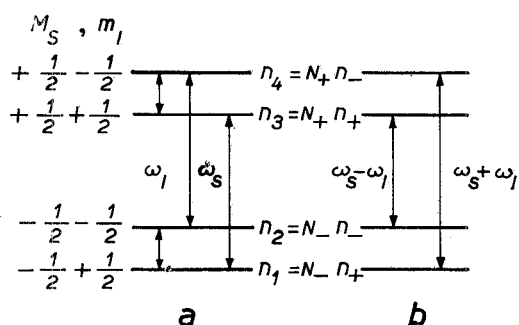 M_S , m_I
+ 1/2 - 1/2 n_4 = N_+ n_-
+ 1/2 + 1/2 n_3 = N_+ n_+
ω_I ω_s ω_s-ω_I ω_s+ω_I
- 1/2 - 1/2 n_2 = N_- n_-
- 1/2 + 1/2 n_1 = N_- n_+
a b